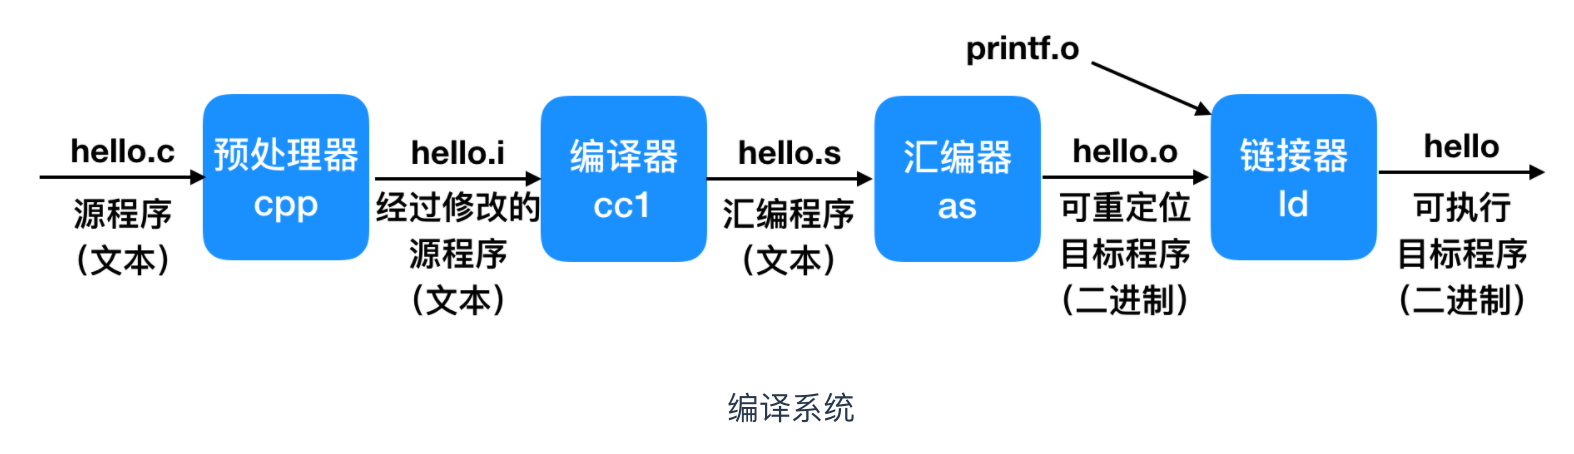 printf.o
hello.c
源程序
（文本）
预处理器
cpp
hello.i
经过修改的
源程序
（文本）
编译器
cc1
hello.s
汇编程序
（文本）
汇编器
as
hello.o
可重定位
目标程序
（二进制）
链接器
ld
hello
可执行
目标程序
（二进制）
编译系统